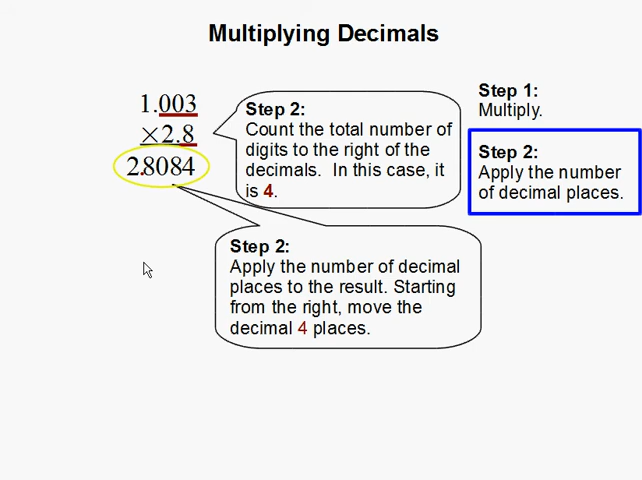 Multiplying Decimals
1.003
×2.8
2.8084
Step 2:
Count the total number of
digits to the right of the
decimals. In this case, it
is 4.
Step 1:
Multiply.
Step 2:
Apply the number
of decimal places.
Step 2:
Apply the number of decimal
places to the result. Starting
from the right, move the
decimal 4 places.